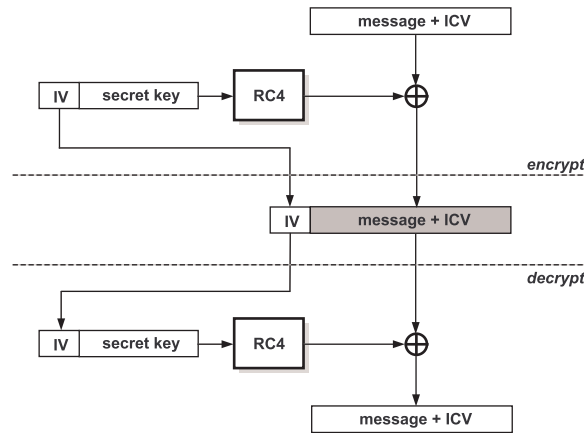 message + ICV
IV secret key RC4
encrypt
IV message + ICV
decrypt
IV secret key RC4
message + ICV